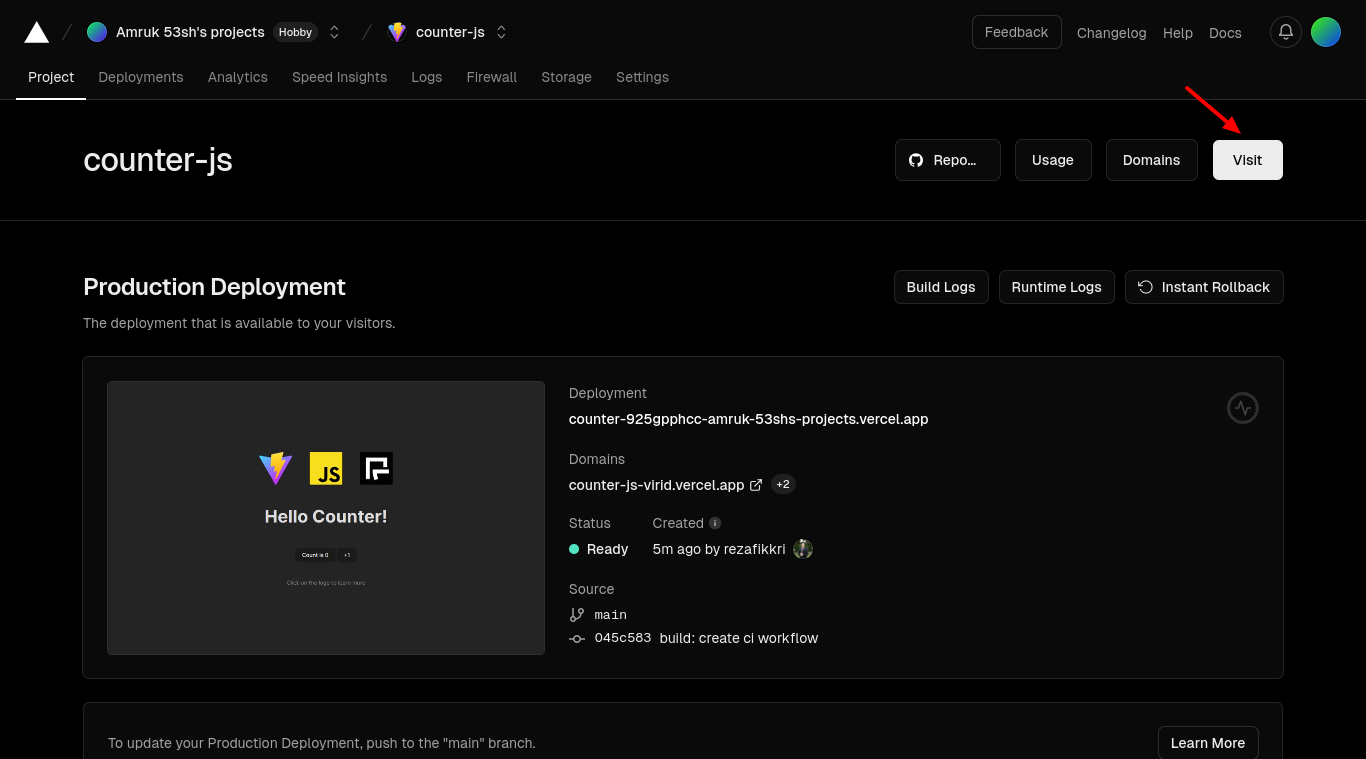 Amruk 53sh's projects Hobby counter-js Feedback Changelog Help Docs
Project Deployments Analytics Speed Insights Logs Firewall Storage Settings
counter-js Repo... Usage Domains Visit
Production Deployment Build Logs Runtime Logs Instant Rollback
The deployment that is available to your visitors.
Deployment
counter-925gpphcc-amruk-53shs-projects.vercel.app
Domains
counter-js-virid.vercel.app +2
JS
Hello Counter!
Status Created
Ready 5m ago by rezafikkri
Count is 0 +1
Click on the logo to learn more
Source
main
045c583 build: create ci workflow
To update your Production Deployment, push to the "main" branch. Learn More